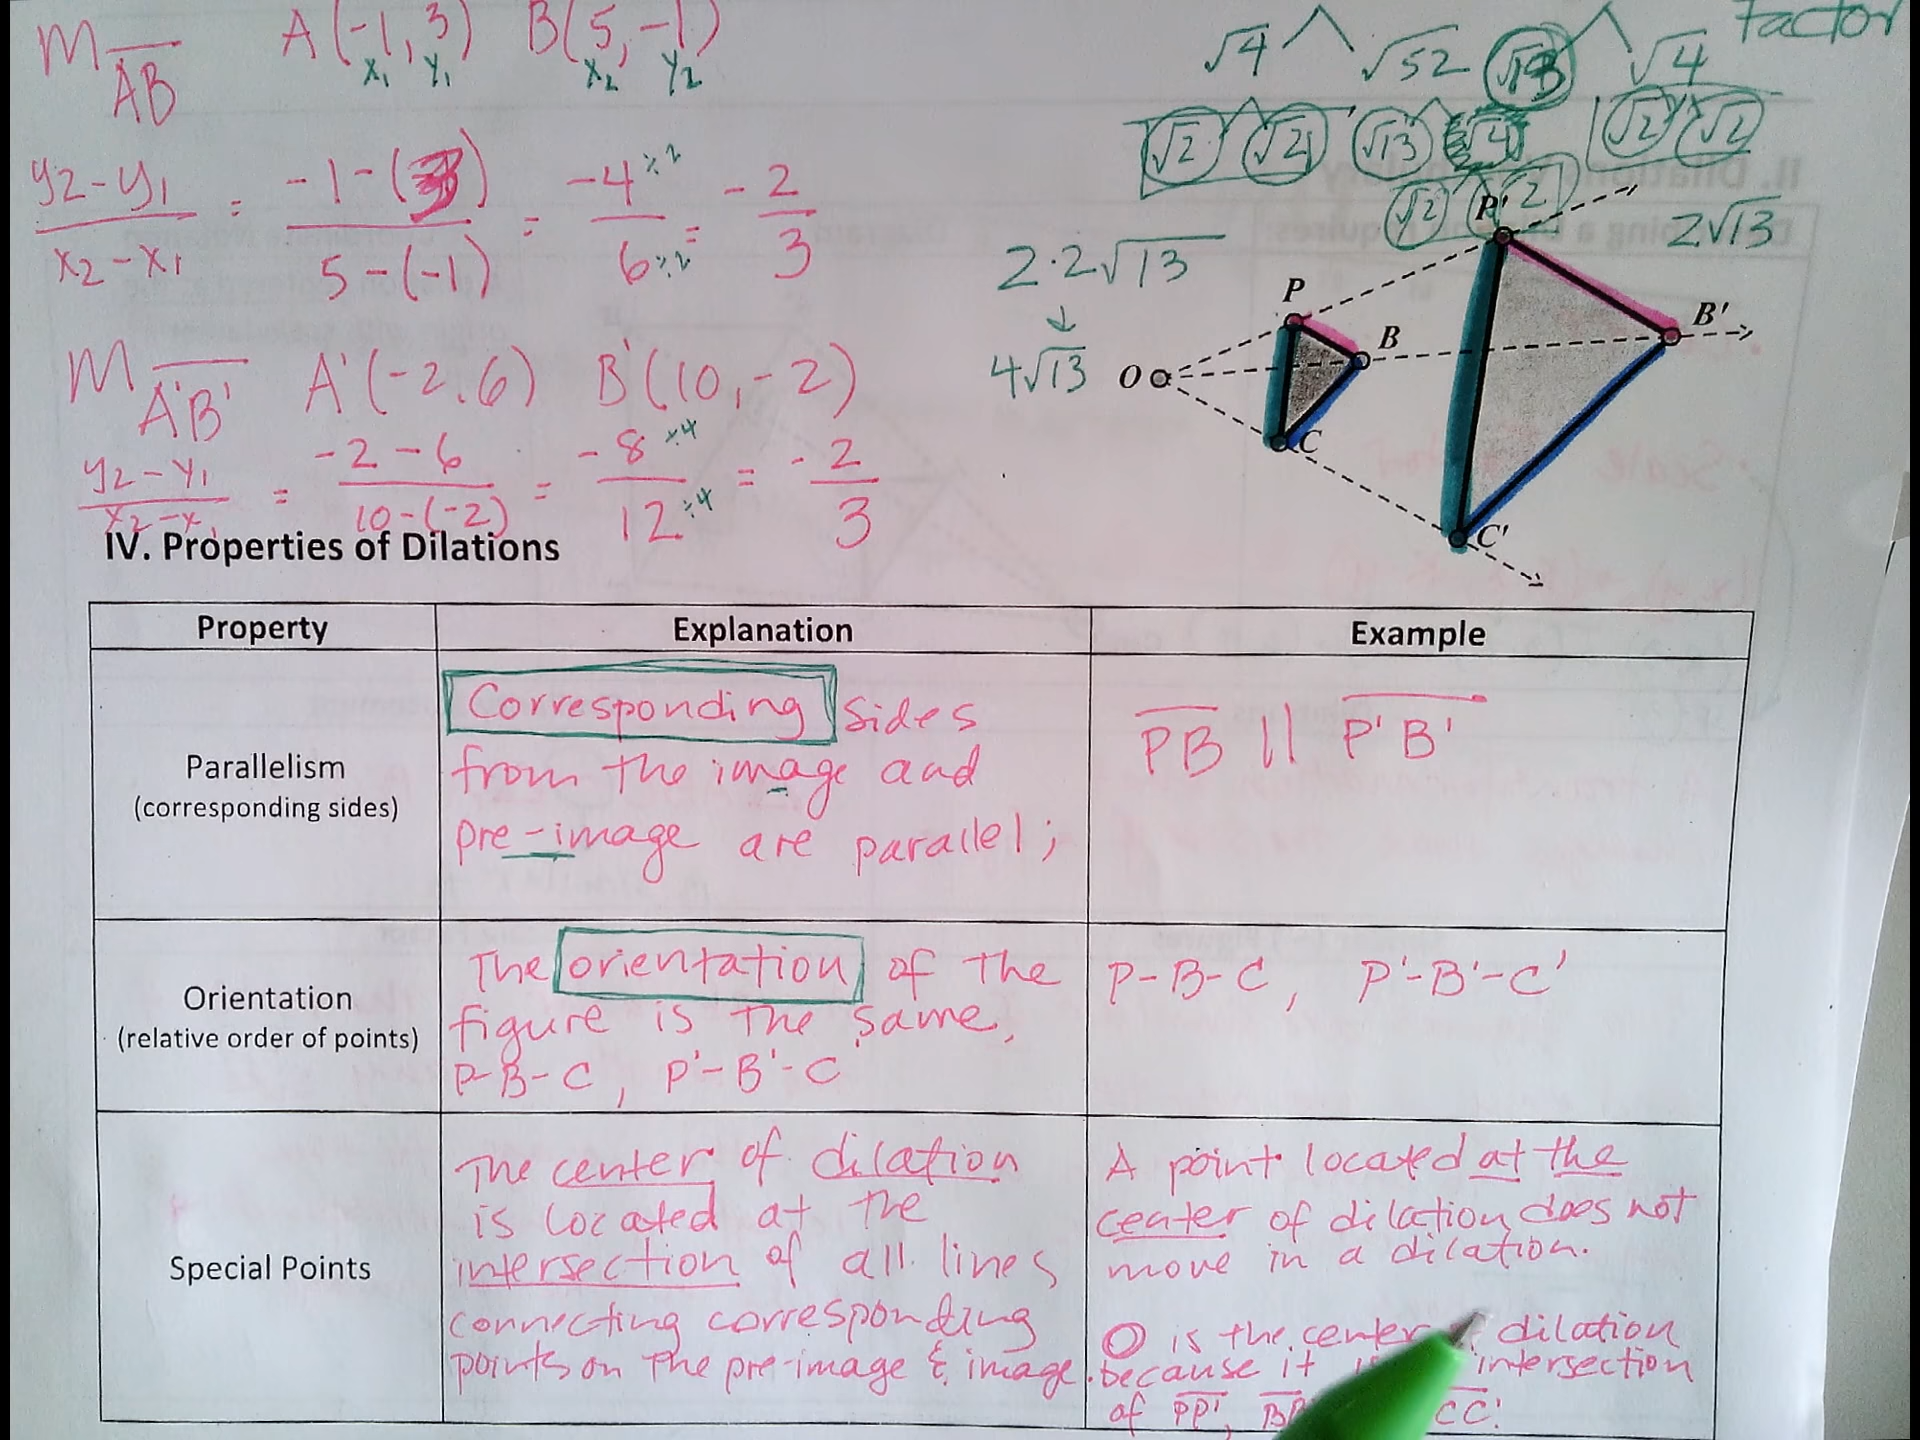 m AB A(-1, 3) B(5, -1)
x₁ y₁ x₂ y₂
y₂-y₁ / x₂-x₁ = -1-(3) / 5-(-1) = -4 ÷2 / 6 ÷2 = -2/3
m A'B' A'(-2, 6) B'(10, -2)
y₂-y₁ / x₂-x₁ = -2-6 / 10-(-2) = -8 ÷4 / 12 ÷4 = -2/3
Factor
√4 √52 √13 √4
√2 √2 √13 √4 √2 √2
√2 √2
2·2√13
↓
4√13
2√13
P'
P
B
B'
O
C
C'
IV. Properties of Dilations
Property Explanation Example
Parallelism
(corresponding sides)
Corresponding sides
from the image and
pre-image are parallel;
PB || P'B'
Orientation
(relative order of points)
The orientation of the
figure is the same,
P-B-C, P'-B'-C'
P-B-C, P'-B'-C'
Special Points
The center of dilation
is located at the
intersection of all lines
connecting corresponding
points on the pre-image & image.
A point located at the
center of dilation does not
move in a dilation.
O is the center dilation
because it intersection
of PP', CC'.